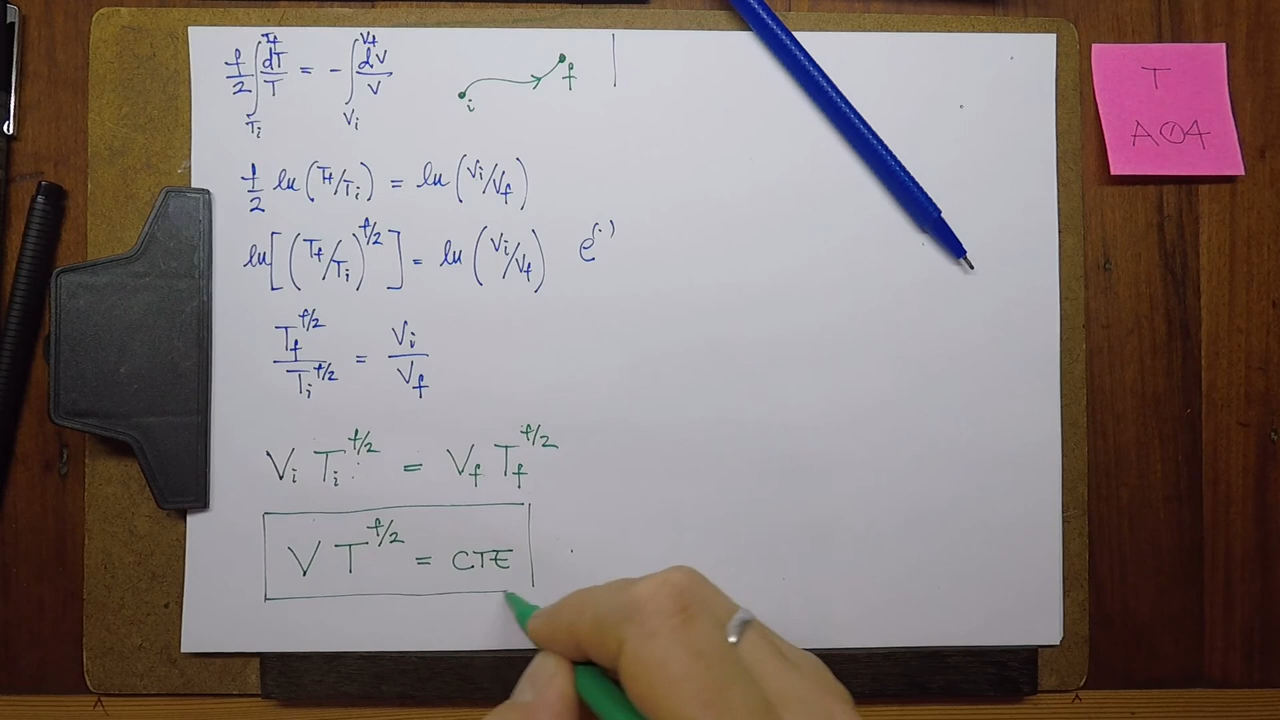 f/2 ∫_{Ti}^{Tf} dT/T = - ∫_{Vi}^{Vf} dV/V
i f
f/2 ln (Tf/Ti) = ln (Vi/Vf)
ln[(Tf/Ti)^{f/2}] = ln (Vi/Vf) e^{(·)}
Tf^{f/2}/Ti^{f/2} = Vi/Vf
Vi Ti^{f/2} = Vf Tf^{f/2}
V T^{f/2} = CTE
T
A04